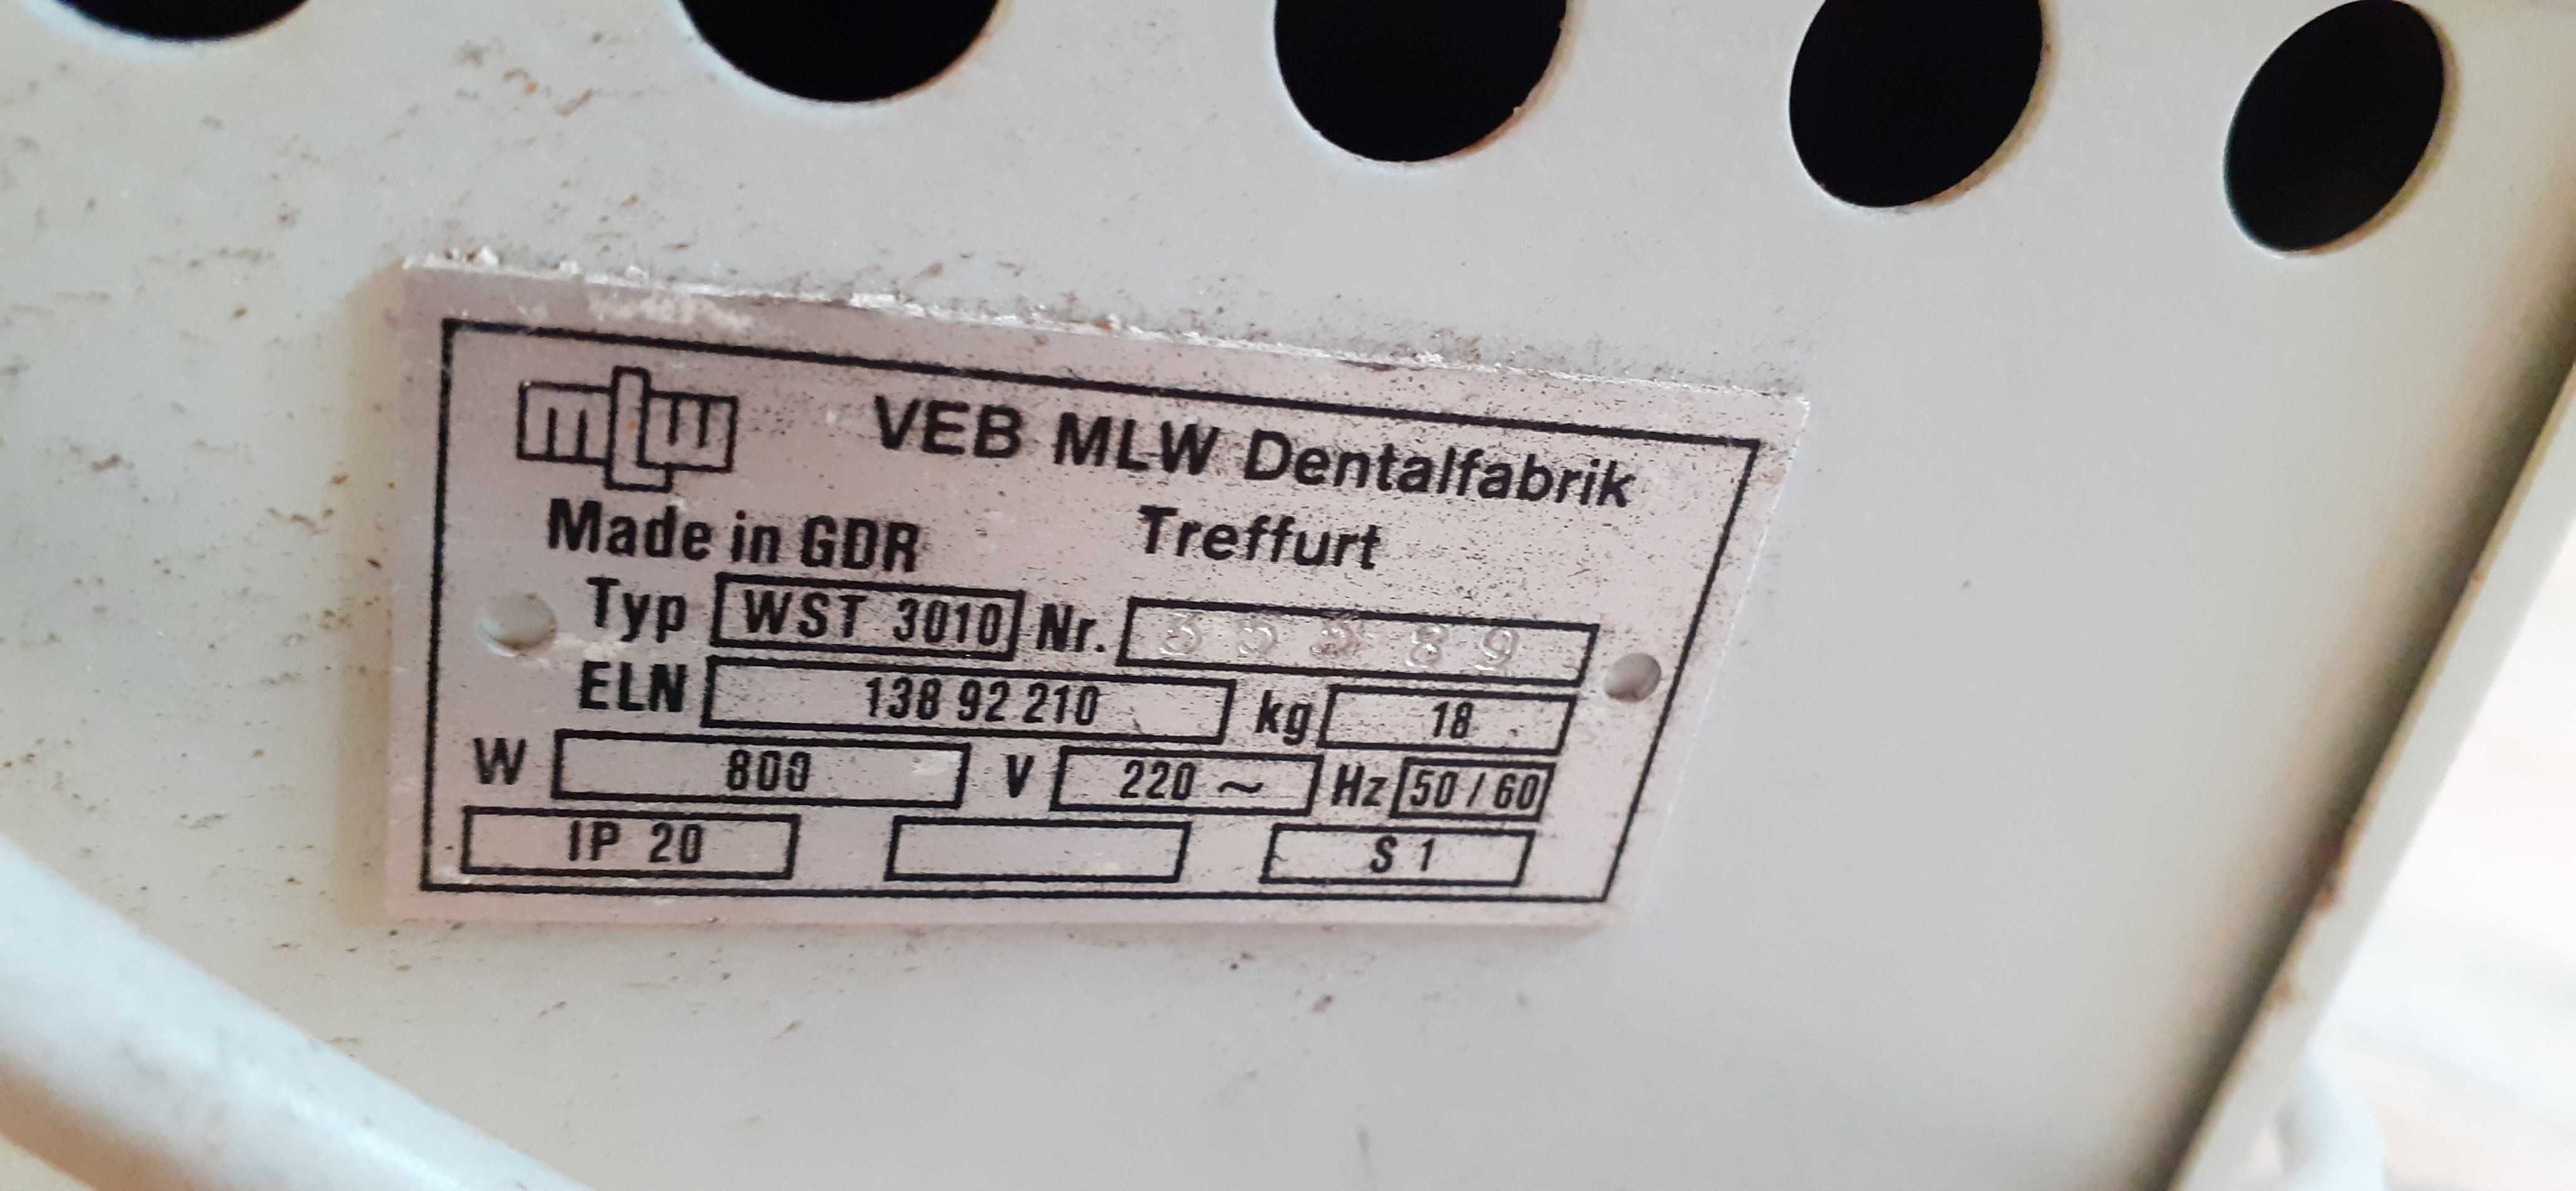 mlw VEB MLW Dentalfabrik
Made in GDR Treffurt
Typ WST 3010 Nr.
ELN 138 92 210 kg 18
W 800 V 220 ~ Hz 50 / 60
IP 20 S 1